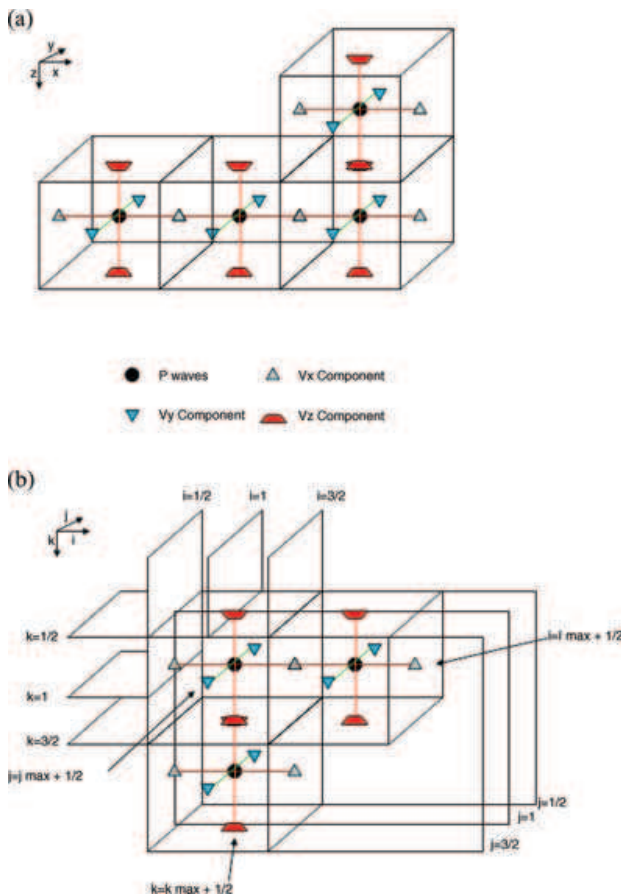 (a)
y
z x
P waves Vx Component
Vy Component Vz Component
(b)
i=1/2 i=1 i=3/2
j
k i
k=1/2
i=I max + 1/2
k=1
k=3/2
j=j max + 1/2
j=1/2
j=1
j=3/2
k=k max + 1/2